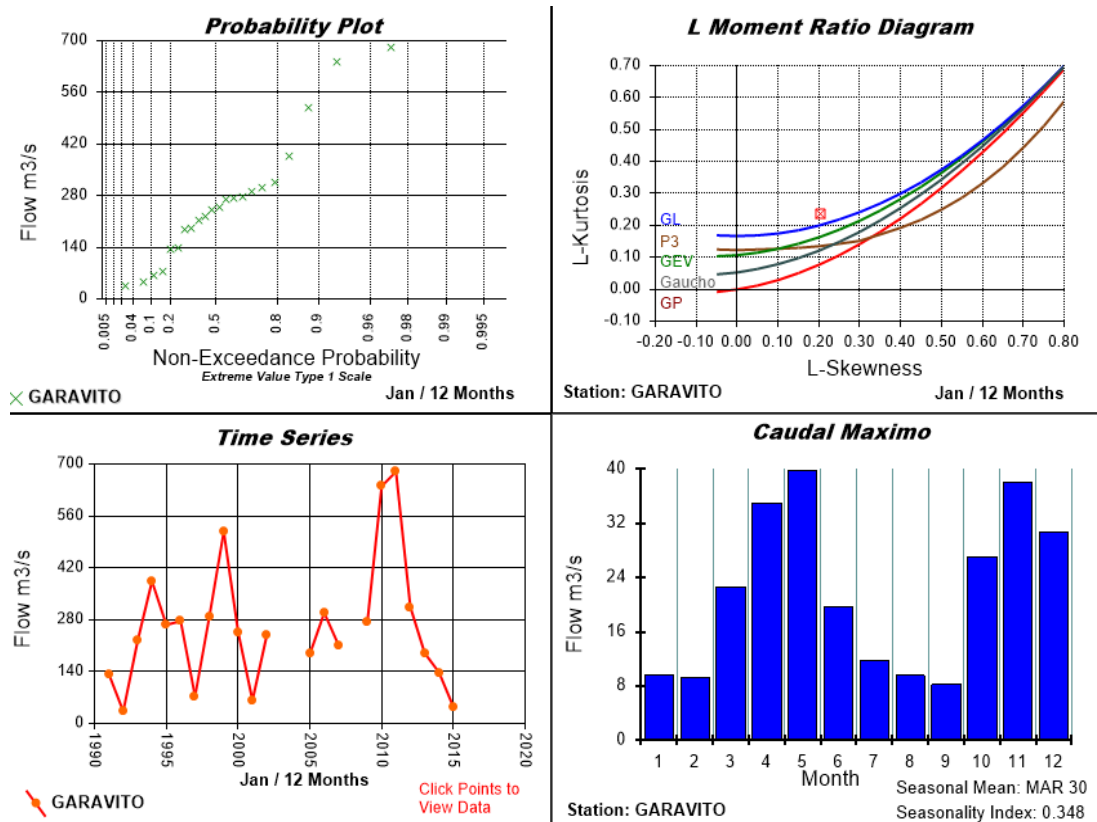 Probability Plot
700
560
420
280
140
0
Flow m3/s
0.005
0.04
0.1
0.2
0.5
0.8
0.9
0.96
0.98
0.99
0.995
Non-Exceedance Probability
Extreme Value Type 1 Scale
GARAVITO
Jan / 12 Months
L Moment Ratio Diagram
0.70
0.60
0.50
0.40
0.30
0.20
0.10
0.00
-0.10
L-Kurtosis
GL
P3
GEV
Gaucho
GP
-0.20 -0.10 0.00 0.10 0.20 0.30 0.40 0.50 0.60 0.70 0.80
L-Skewness
Station: GARAVITO
Jan / 12 Months
Time Series
700
560
420
280
140
0
Flow m3/s
1990
1995
2000
2005
2010
2015
2020
Jan / 12 Months
GARAVITO
Click Points to
View Data
Caudal Maximo
40
32
24
16
8
0
Flow m3/s
1 2 3 4 5 6 7 8 9 10 11 12
Month
Seasonal Mean: MAR 30
Station: GARAVITO
Seasonality Index: 0.348